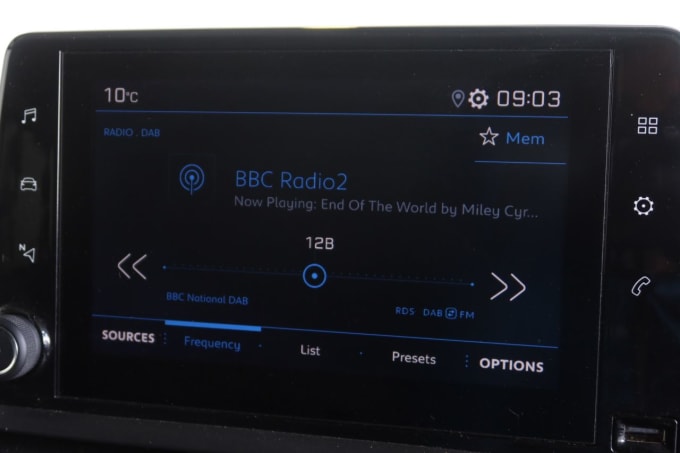 10°C
09:03
RADIO . DAB
Mem
BBC Radio2
Now Playing: End Of The World by Miley Cyr...
12B
BBC National DAB
RDS DAB FM
SOURCES
Frequency
List
Presets
OPTIONS
N